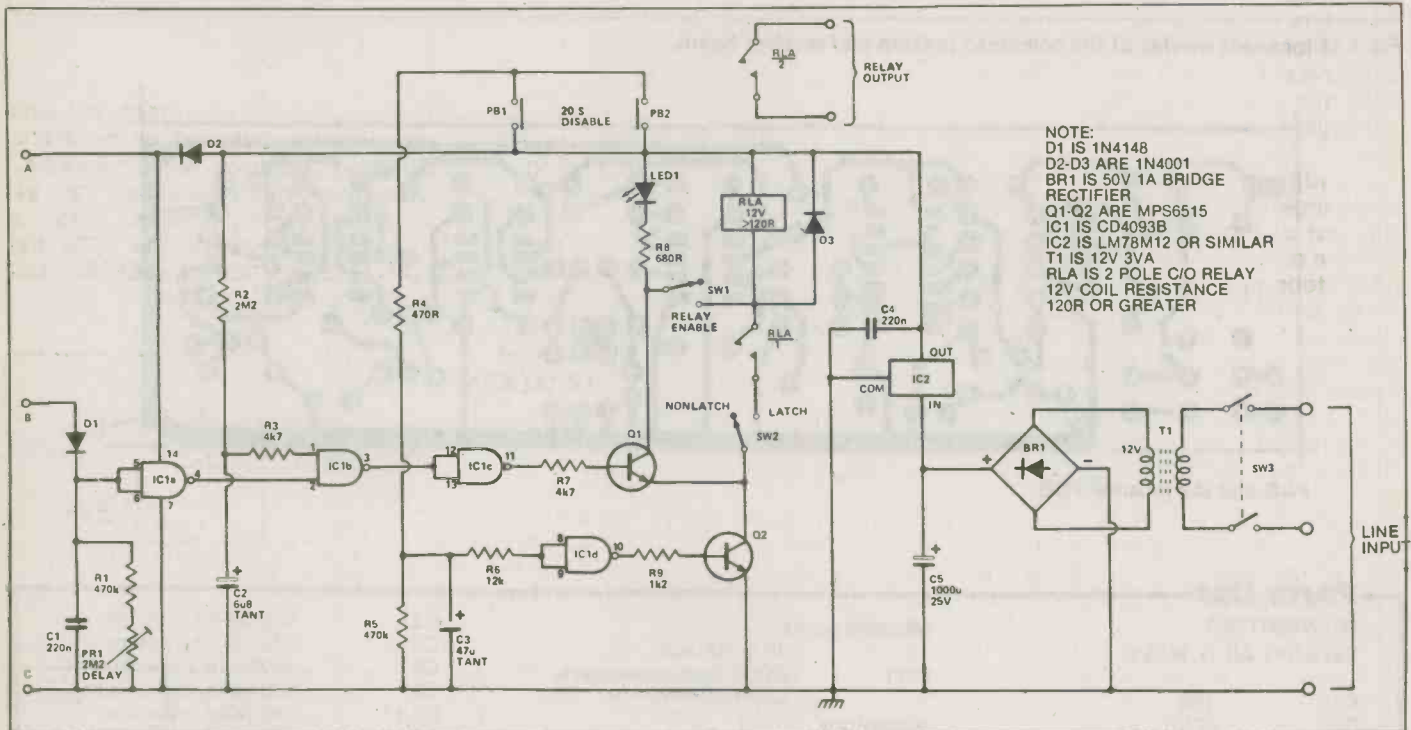 RLA
2
RELAY
OUTPUT
PB1
20 S
DISABLE
PB2
NOTE:
D1 IS 1N4148
D2-D3 ARE 1N4001
BR1 IS 50V 1A BRIDGE
RECTIFIER
Q1-Q2 ARE MPS6515
IC1 IS CD4093B
IC2 IS LM78M12 OR SIMILAR
T1 IS 12V 3VA
RLA IS 2 POLE C/O RELAY
12V COIL RESISTANCE
120R OR GREATER
A
D2
LED1
RLA
12V
>120R
D3
R8
680R
R2
2M2
R4
470R
SW1
RELAY
ENABLE
RLA
1
C4
220n
OUT
COM
IC2
IN
B
D1
NONLATCH
LATCH
SW2
R3
4k7
1
IC1b
3
2
12
IC1c
11
13
R7
4k7
Q1
5
14
IC1a
4
6
7
+
BR1
−
12V
T1
SW3
LINE
INPUT
R1
470k
C1
220n
PR1
2M2
DELAY
+
C2
6u8
TANT
R6
12k
8
IC1d
10
9
R9
1k2
Q2
R5
470k
+
C3
47u
TANT
+
C5
1000u
25V
C